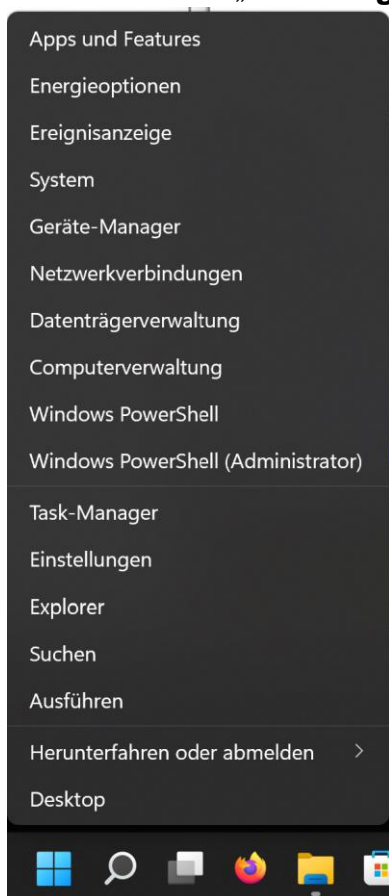 Apps und Features
Energieoptionen
Ereignisanzeige
System
Geräte-Manager
Netzwerkverbindungen
Datenträgerverwaltung
Computerverwaltung
Windows PowerShell
Windows PowerShell (Administrator)
Task-Manager
Einstellungen
Explorer
Suchen
Ausführen
Herunterfahren oder abmelden
Desktop